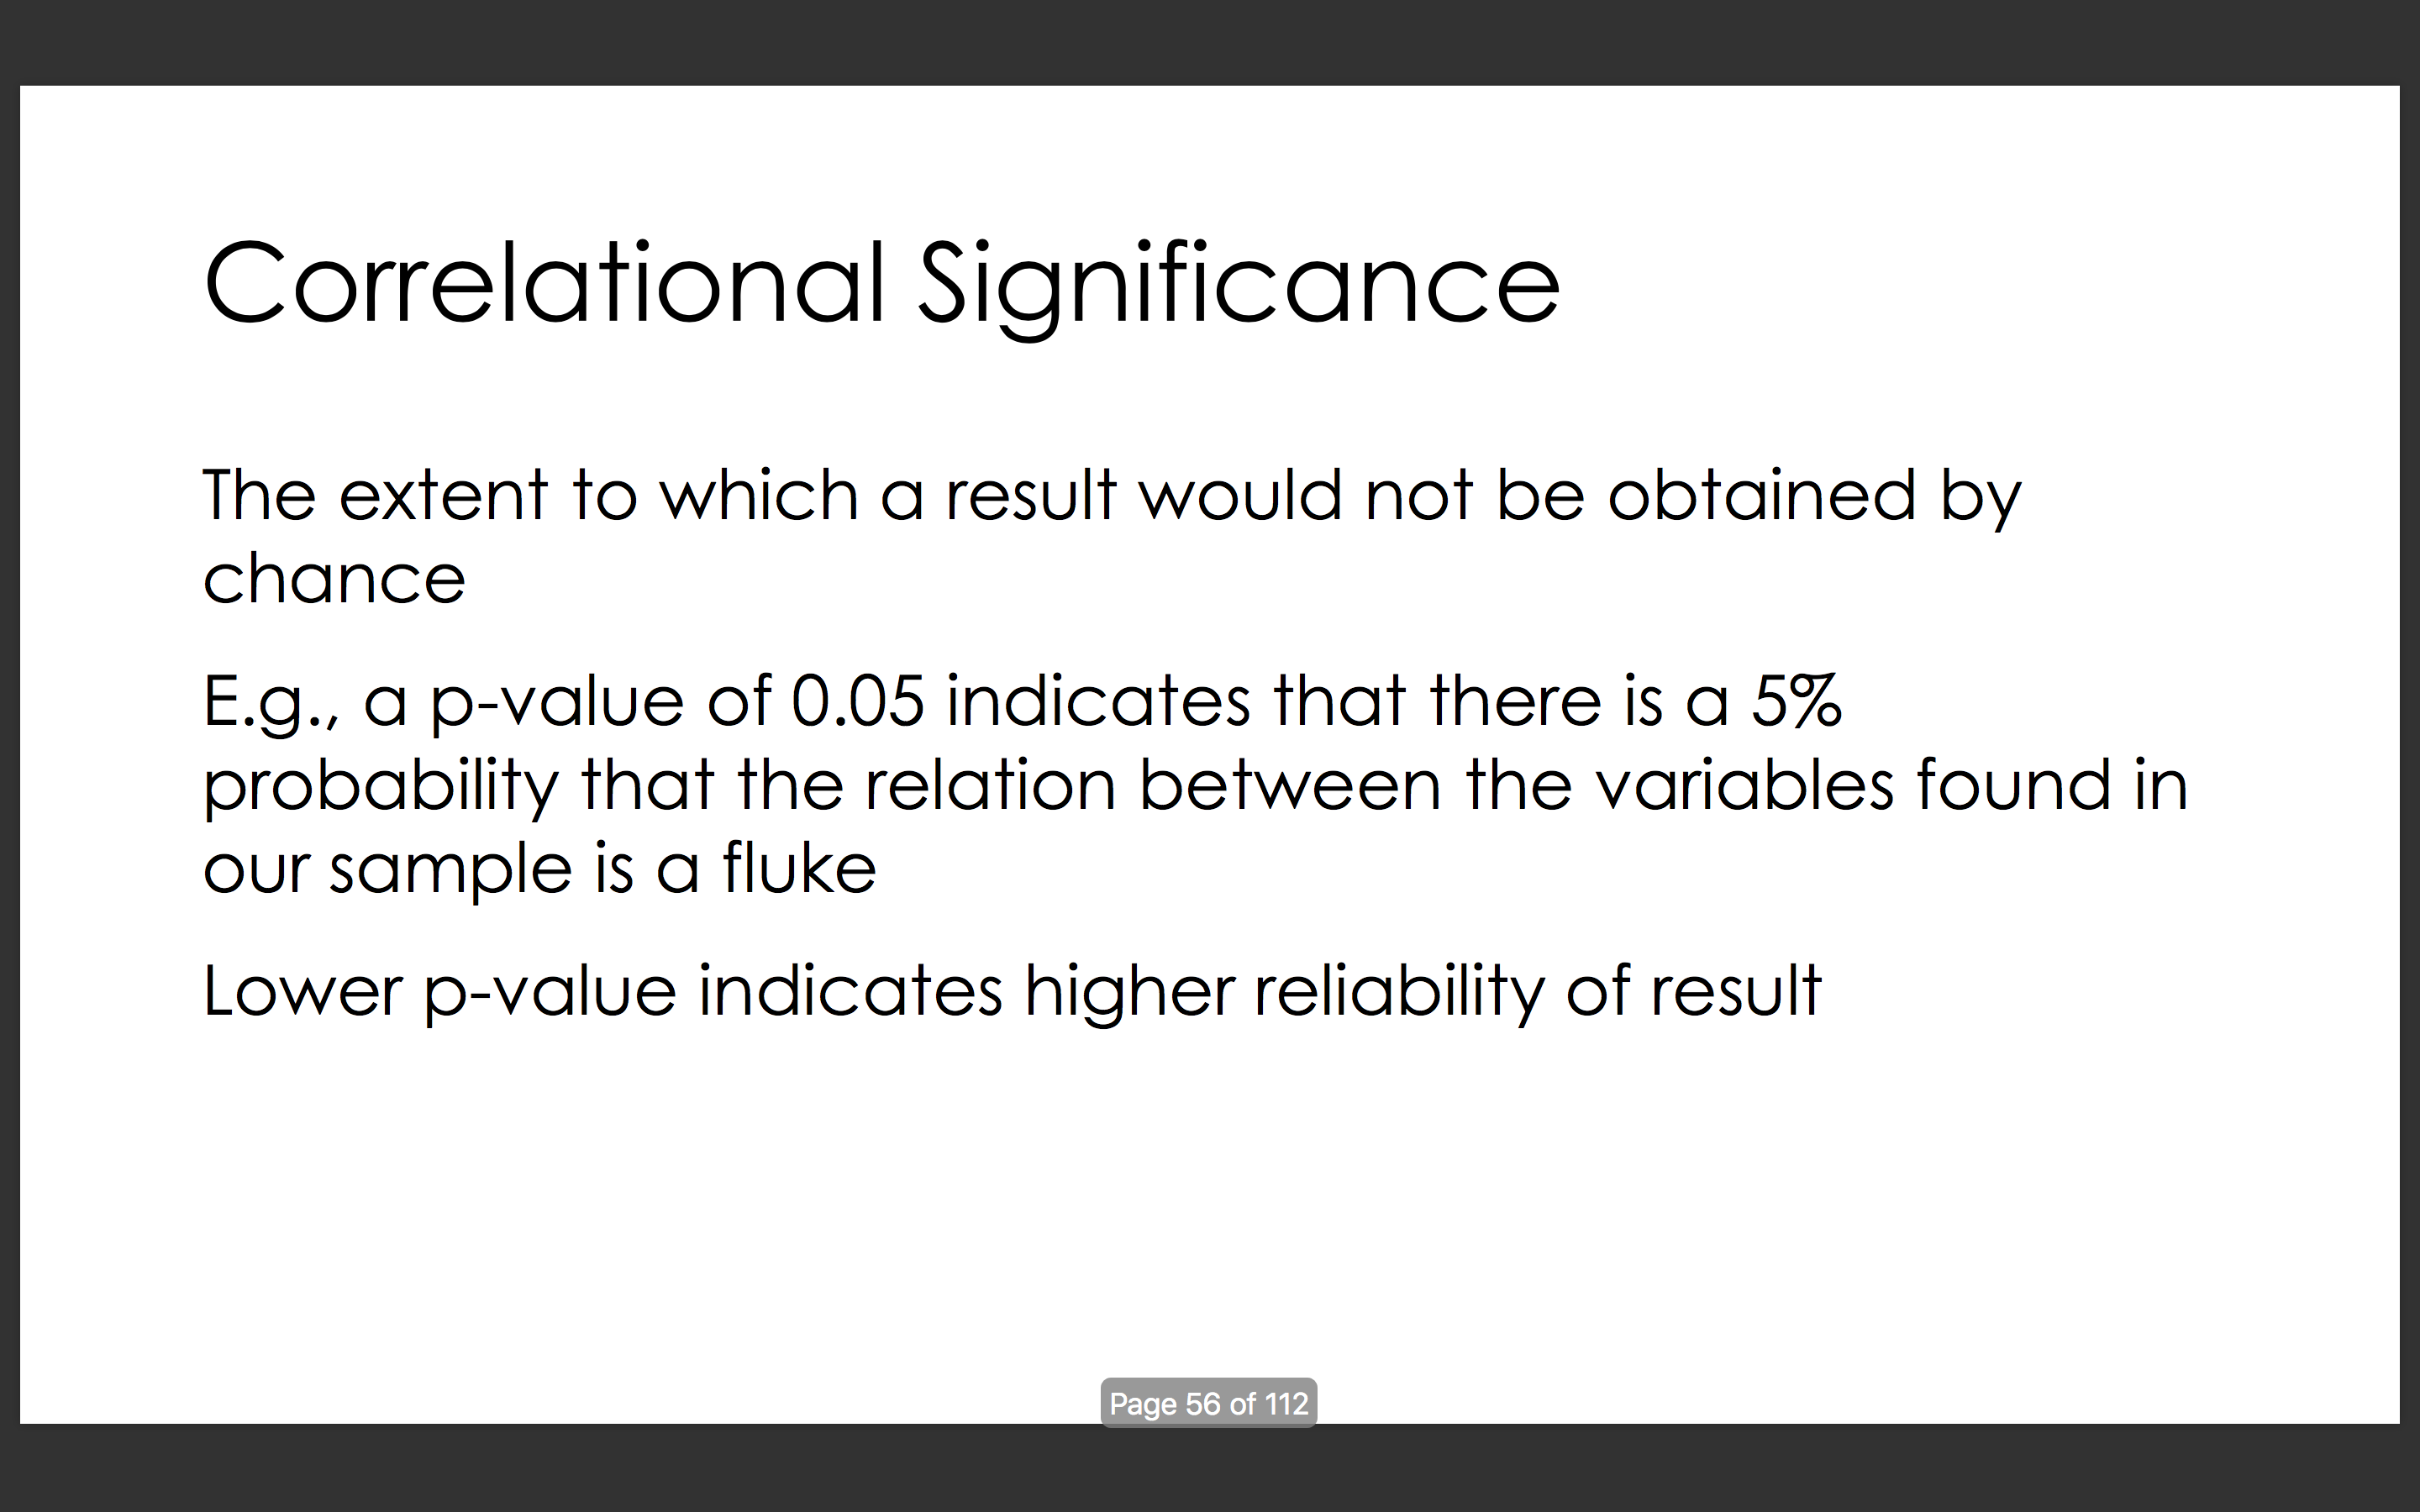 Correlational Significance
The extent to which a result would not be obtained by
chance
E.g., a p-value of 0.05 indicates that there is a 5%
probability that the relation between the variables found in
our sample is a fluke
Lower p-value indicates higher reliability of result
Page 56 of 112